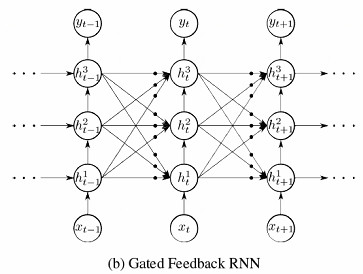 y_{t-1} y_t y_{t+1}
· · · h^3_{t-1} h^3_t h^3_{t+1} · · ·
· · · h^2_{t-1} h^2_t h^2_{t+1} · · ·
· · · h^1_{t-1} h^1_t h^1_{t+1} · · ·
x_{t-1} x_t x_{t+1}
(b) Gated Feedback RNN